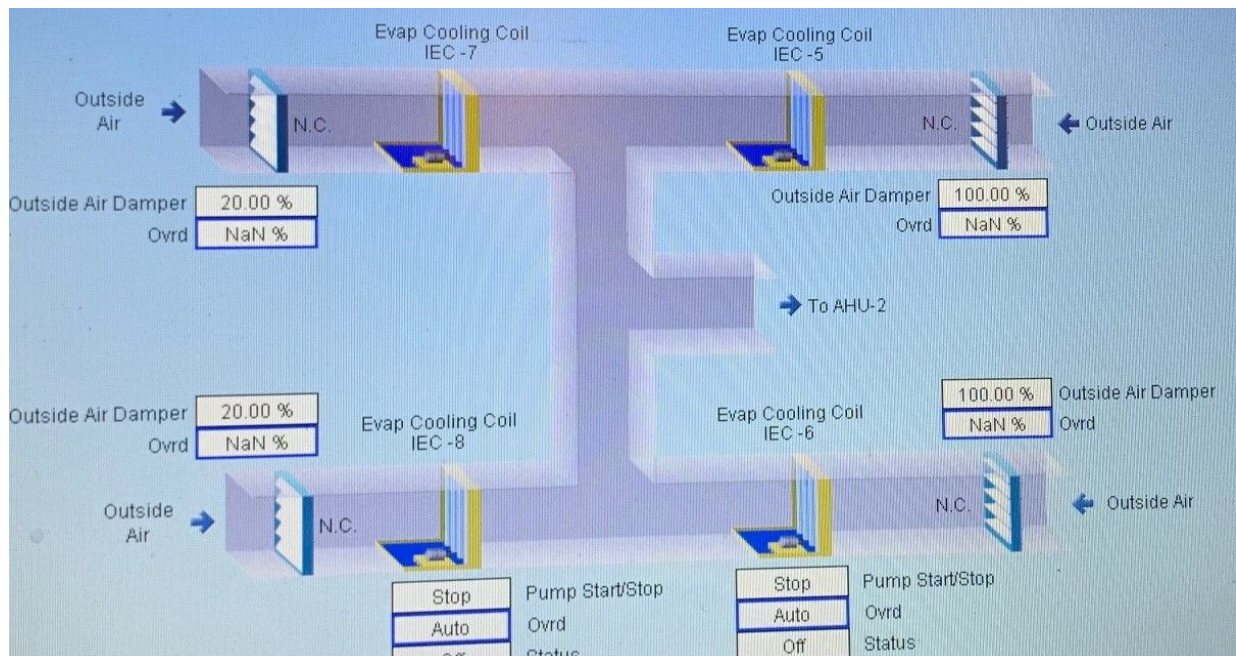 Evap Cooling Coil
IEC -7
Evap Cooling Coil
IEC -5
Outside
Air
N.C.
N.C.
Outside Air
Outside Air Damper
20.00 %
Ovrd
NaN %
Outside Air Damper
100.00 %
Ovrd
NaN %
To AHU-2
Outside Air Damper
20.00 %
Ovrd
NaN %
Evap Cooling Coil
IEC -8
Evap Cooling Coil
IEC -6
100.00 %
Outside Air Damper
NaN %
Ovrd
Outside
Air
N.C.
N.C.
Outside Air
Stop
Pump Start/Stop
Auto
Ovrd
Off
Status
Stop
Pump Start/Stop
Auto
Ovrd
Off
Status